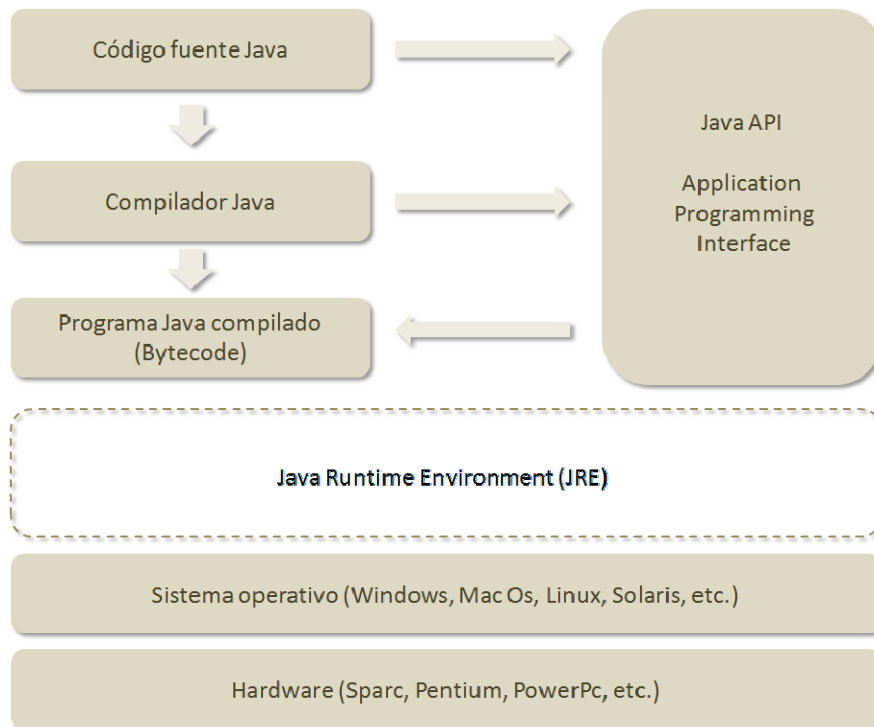 Código fuente Java
Java API
Application
Programming
Interface
Compilador Java
Programa Java compilado
(Bytecode)
Java Runtime Environment (JRE)
Sistema operativo (Windows, Mac Os, Linux, Solaris, etc.)
Hardware (Sparc, Pentium, PowerPc, etc.)